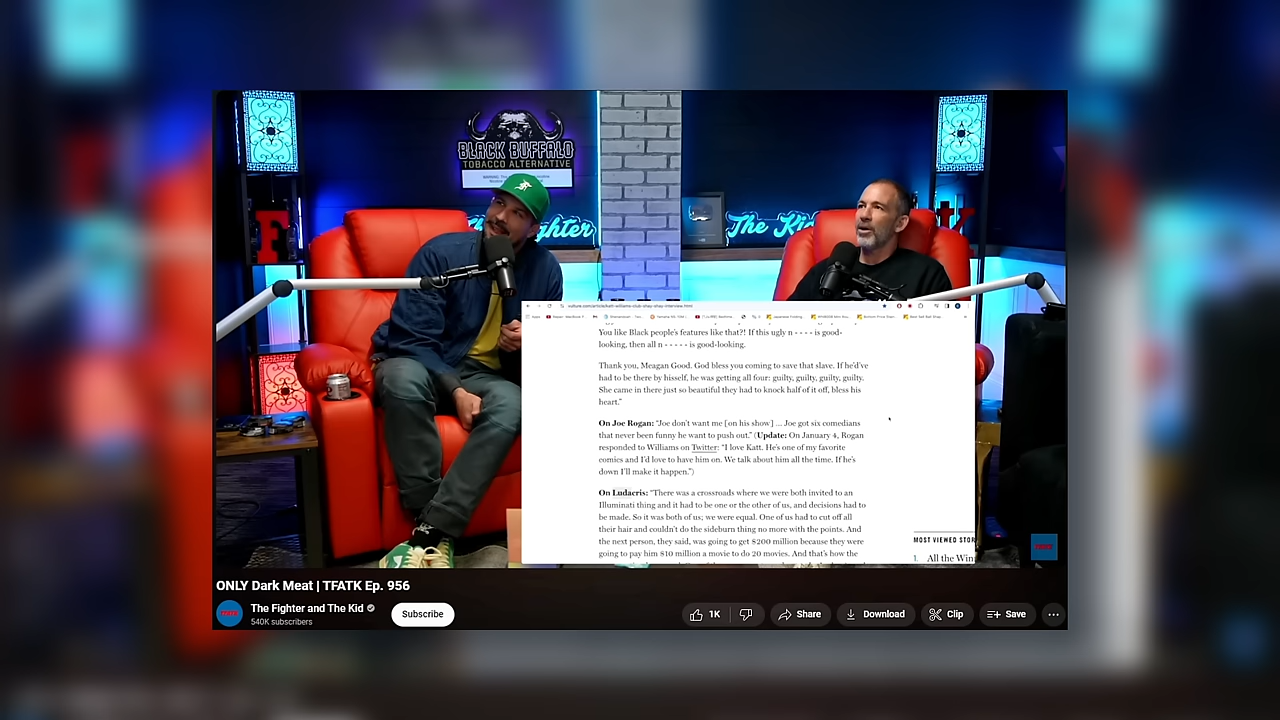 BLACK BUFFALO
TOBACCO ALTERNATIVE
F
Fighter
The Kid
K
vulture.com/article/katt-williams-club-shay-shay-interview.html
You like Black people's features like that?! If this ugly n - - - - is good-
looking, then all n - - - - - is good-looking.
Thank you, Meagan Good. God bless you coming to save that slave. If he'd've
had to be there by hisself, he was getting all four: guilty, guilty, guilty, guilty.
She came in there just so beautiful they had to knock half of it off, bless his
heart."
On Joe Rogan: "Joe don't want me [on his show] ... Joe got six comedians
that never been funny he want to push out." (Update: On January 4, Rogan
responded to Williams on Twitter: "I love Katt. He's one of my favorite
comics and I'd love to have him on. We talk about him all the time. If he's
down I'll make it happen.")
On Ludacris: "There was a crossroads where we were both invited to an
Illuminati thing and it had to be one or the other of us, and decisions had to
be made. So it was both of us; we were equal. One of us had to cut off all
their hair and couldn't do the sideburn thing no more with the points. And
the next person, they said, was going to get $200 million because they were
going to pay him $10 million a movie to do 20 movies. And that's how the
MOST VIEWED STOR
1. All the Win
ONLY Dark Meat | TFATK Ep. 956
The Fighter and The Kid
540K subscribers
Subscribe
1K
Share
Download
Clip
Save